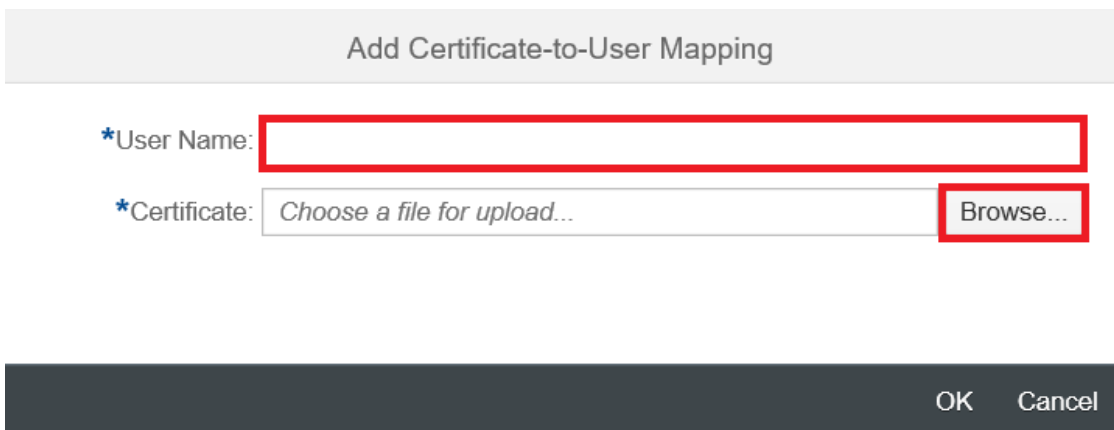 Add Certificate-to-User Mapping
*User Name:
*Certificate: Choose a file for upload... Browse...
OK Cancel